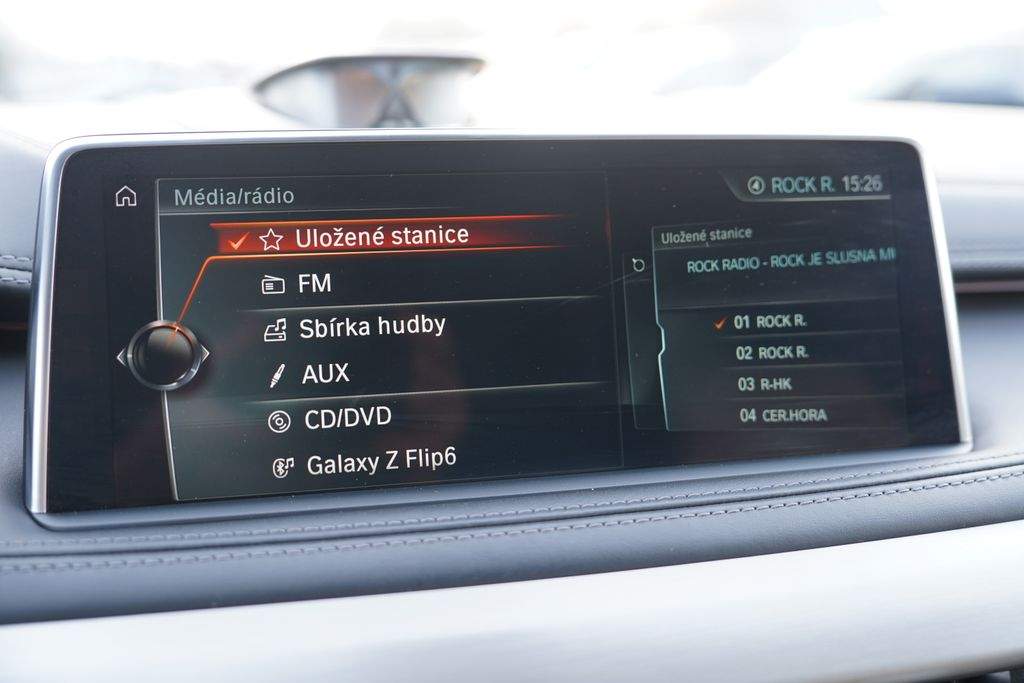 Média/rádio
Uložené stanice
FM
Sbírka hudby
AUX
CD/DVD
Galaxy Z Flip6
ROCK R. 15:26
Uložené stanice
ROCK RADIO - ROCK JE SLUSNA
01 ROCK R.
02 ROCK R.
03 R-HK
04 CER.HORA